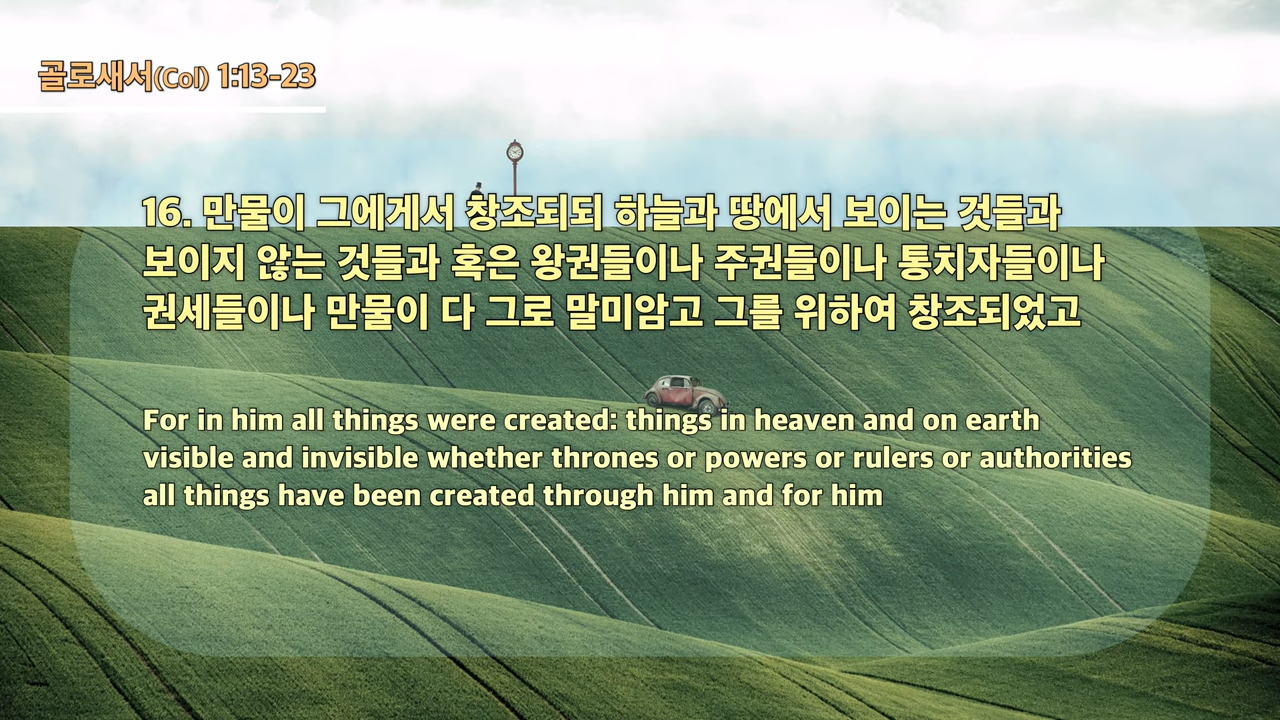 골로새서(Col) 1:13-23
16. 만물이 그에게서 창조되되 하늘과 땅에서 보이는 것들과
보이지 않는 것들과 혹은 왕권들이나 주권들이나 통치자들이나
권세들이나 만물이 다 그로 말미암고 그를 위하여 창조되었고
For in him all things were created: things in heaven and on earth
visible and invisible whether thrones or powers or rulers or authorities
all things have been created through him and for him